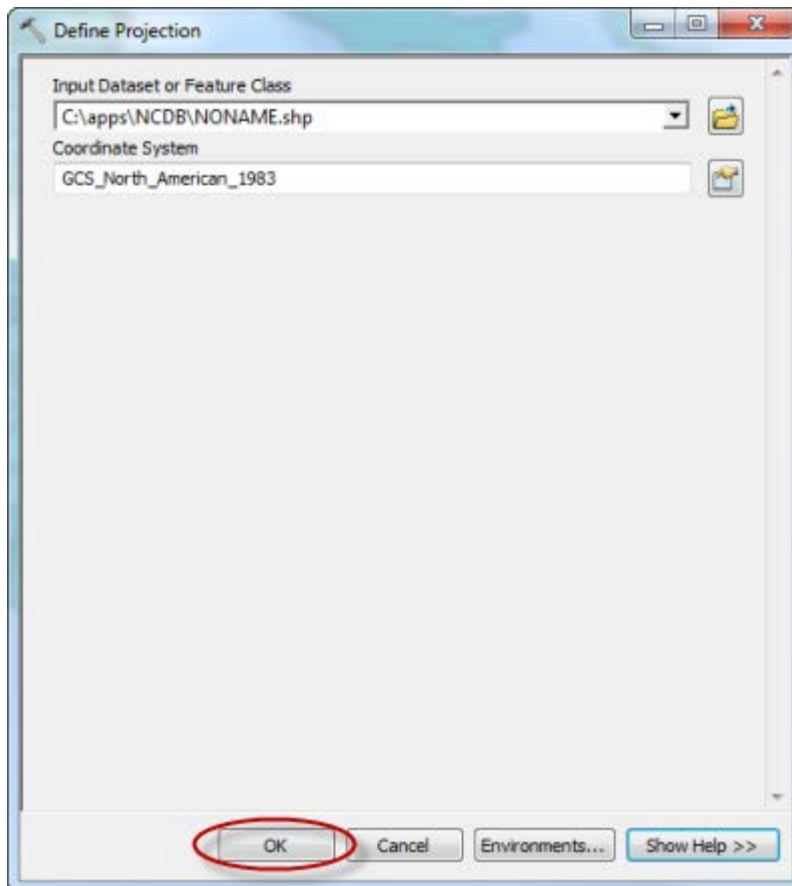 Define Projection
Input Dataset or Feature Class
C:\apps\NCDB\NONAME.shp
Coordinate System
GCS_North_American_1983
OK Cancel Environments... Show Help >>